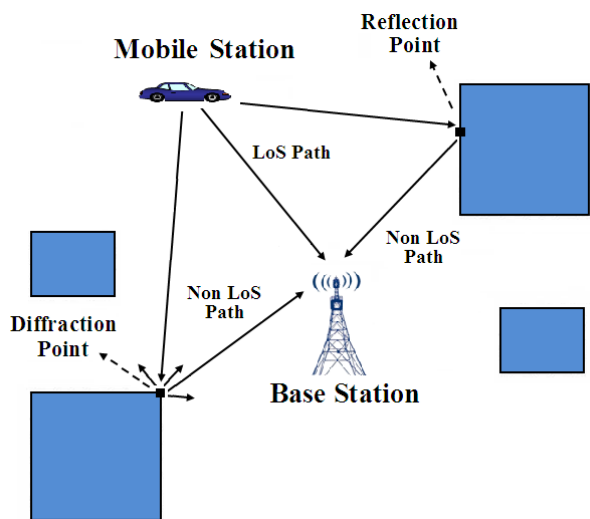 Reflection
Point
Mobile Station
LoS Path
Non LoS
Path
Non LoS
Path
Diffraction
Point
Base Station